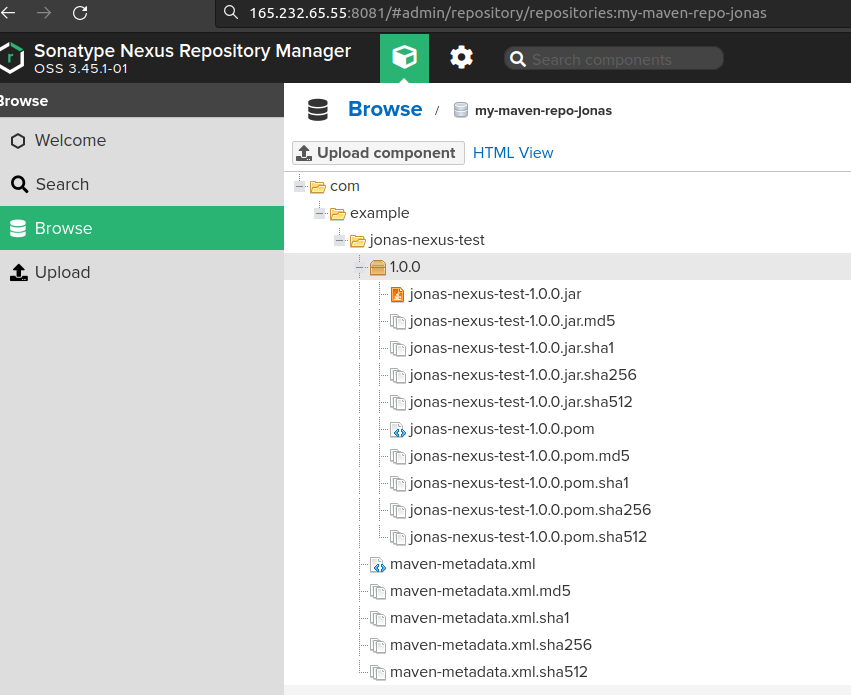 165.232.65.55:8081/#admin/repository/repositories:my-maven-repo-jonas
Sonatype Nexus Repository Manager
OSS 3.45.1-01
Search components
Browse
Welcome
Search
Browse
Upload
Browse / my-maven-repo-jonas
Upload component HTML View
com
example
jonas-nexus-test
1.0.0
jonas-nexus-test-1.0.0.jar
jonas-nexus-test-1.0.0.jar.md5
jonas-nexus-test-1.0.0.jar.sha1
jonas-nexus-test-1.0.0.jar.sha256
jonas-nexus-test-1.0.0.jar.sha512
jonas-nexus-test-1.0.0.pom
jonas-nexus-test-1.0.0.pom.md5
jonas-nexus-test-1.0.0.pom.sha1
jonas-nexus-test-1.0.0.pom.sha256
jonas-nexus-test-1.0.0.pom.sha512
maven-metadata.xml
maven-metadata.xml.md5
maven-metadata.xml.sha1
maven-metadata.xml.sha256
maven-metadata.xml.sha512